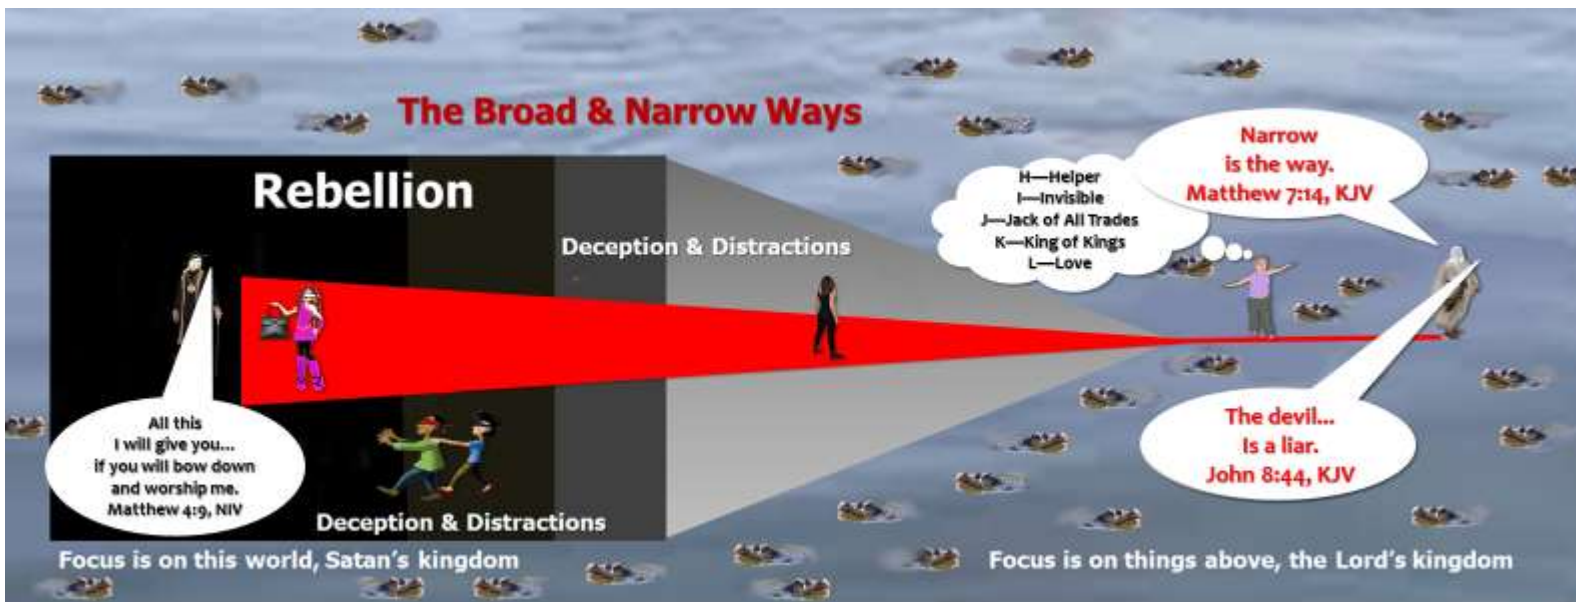 The Broad & Narrow Ways
Rebellion
Deception & Distractions
H—Helper
I—Invisible
J—Jack of All Trades
K—King of Kings
L—Love
Narrow
is the way.
Matthew 7:14, KJV
All this
I will give you...
if you will bow down
and worship me.
Matthew 4:9, NIV
Deception & Distractions
The devil...
Is a liar.
John 8:44, KJV
Focus is on this world, Satan's kingdom
Focus is on things above, the Lord's kingdom